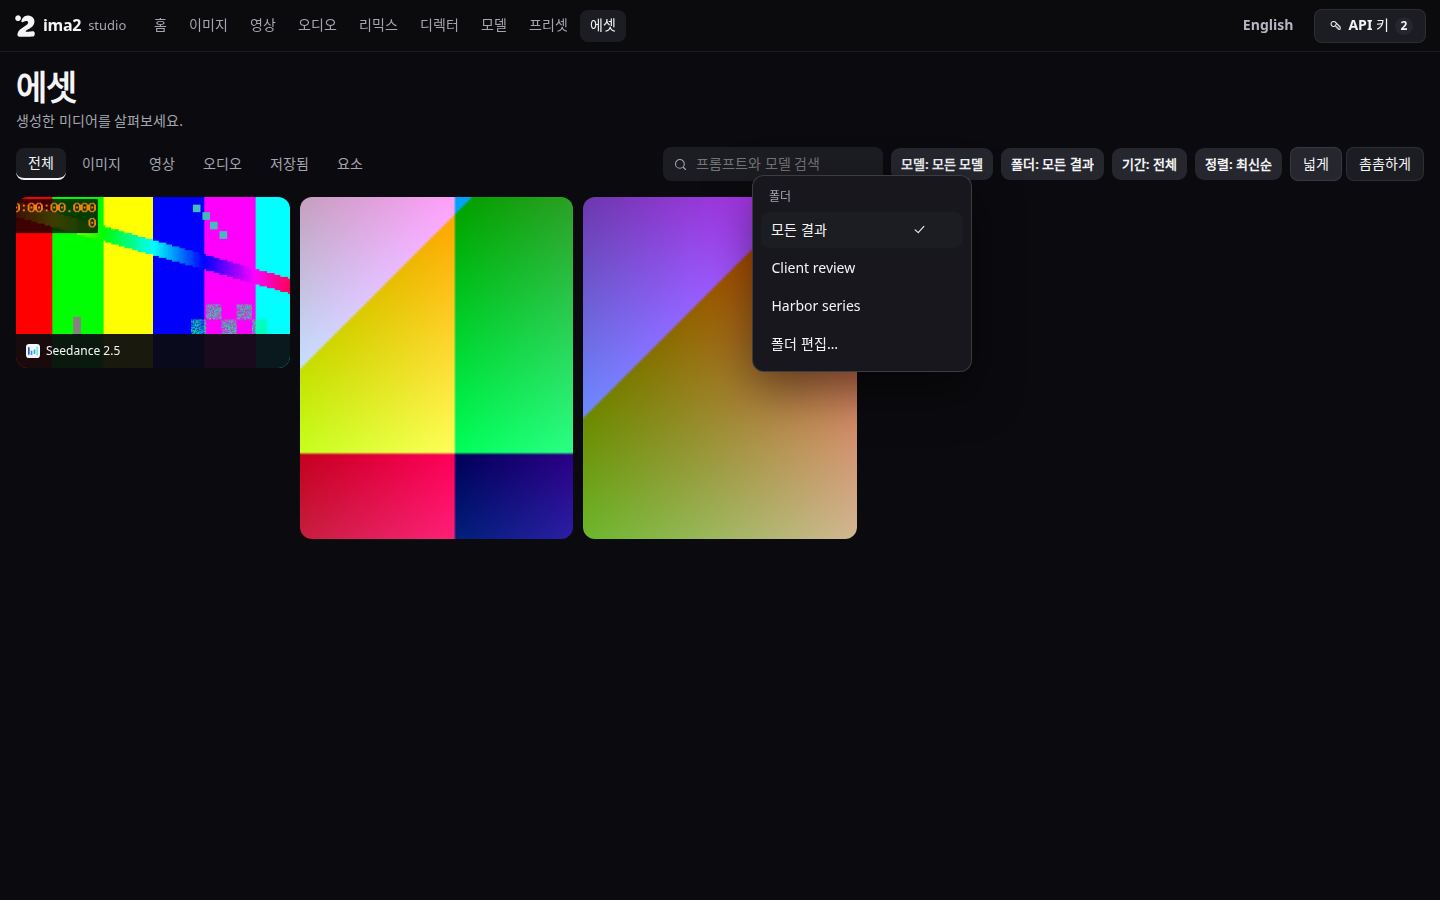 ima2 studio 홈 이미지 영상 오디오 리믹스 디렉터 모델 프리셋 에셋 English API 키 2
에셋
생성한 미디어를 살펴보세요.
전체 이미지 영상 오디오 저장됨 요소 프롬프트와 모델 검색 모델: 모든 모델 폴더: 모든 결과 기간: 전체 정렬: 최신순 넓게 촘촘하게
폴더
모든 결과
Client review
Harbor series
폴더 편집...
:00:00.000
0
Seedance 2.5